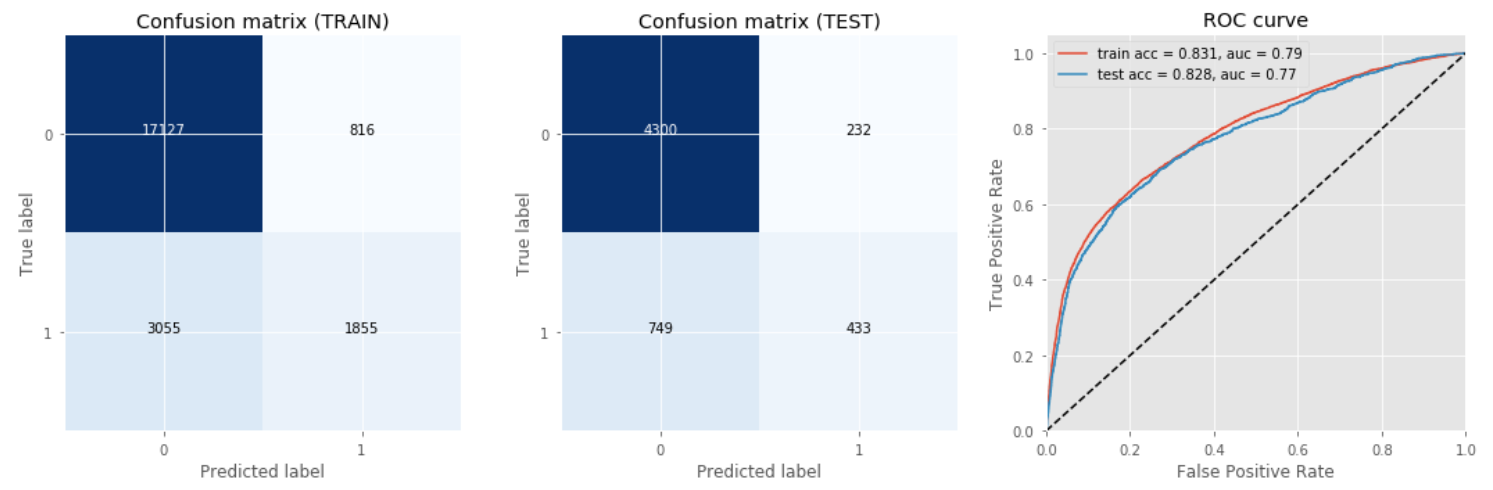 Confusion matrix (TRAIN)
0
1
True label
17127
816
3055
1855
0
1
Predicted label
Confusion matrix (TEST)
0
1
True label
4300
232
749
433
0
1
Predicted label
ROC curve
train acc = 0.831, auc = 0.79
test acc = 0.828, auc = 0.77
True Positive Rate
1.0
0.8
0.6
0.4
0.2
0.0
0.0
0.2
0.4
0.6
0.8
1.0
False Positive Rate